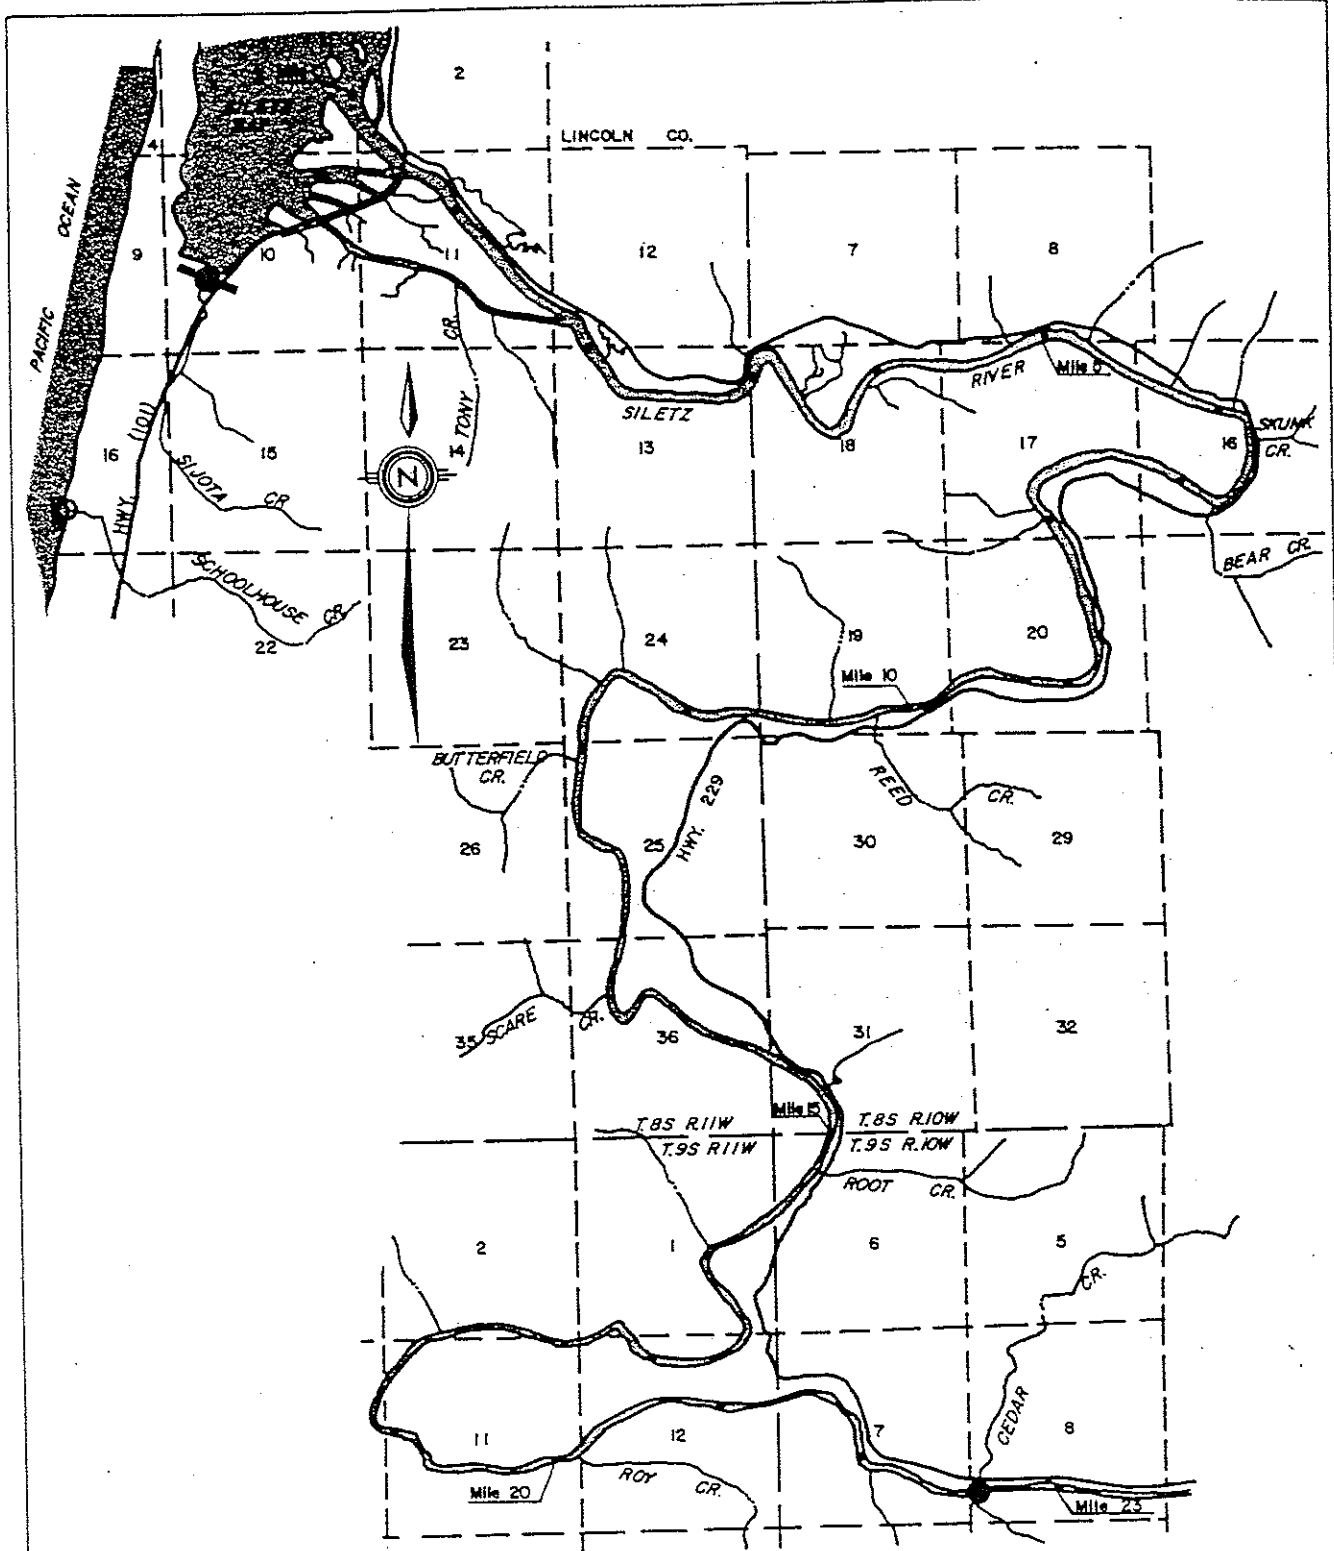 2
LINCOLN CO.
SILETZ
BAY
4
PACIFIC OCEAN
9
10
11
12
7
8
HWY. (101)
16
15
SIJOTA CR.
TONY CR.
14
Z
SILETZ RIVER
13
18
17
Mile 5
16
SKUNK CR.
BEAR CR.
SCHOOLHOUSE CR.
22
23
24
19
20
Mile 10
BUTTERFIELD CR.
HWY. 229
REED CR.
26
25
30
29
35
SCARE CR.
36
31
32
Mile 15
T.8S R.11W
T.8S R.10W
T.9S R11W
T.9S R.10W
ROOT CR.
2
1
6
5
CEDAR CR.
11
12
7
8
ROY CR.
Mile 20
Mile 23